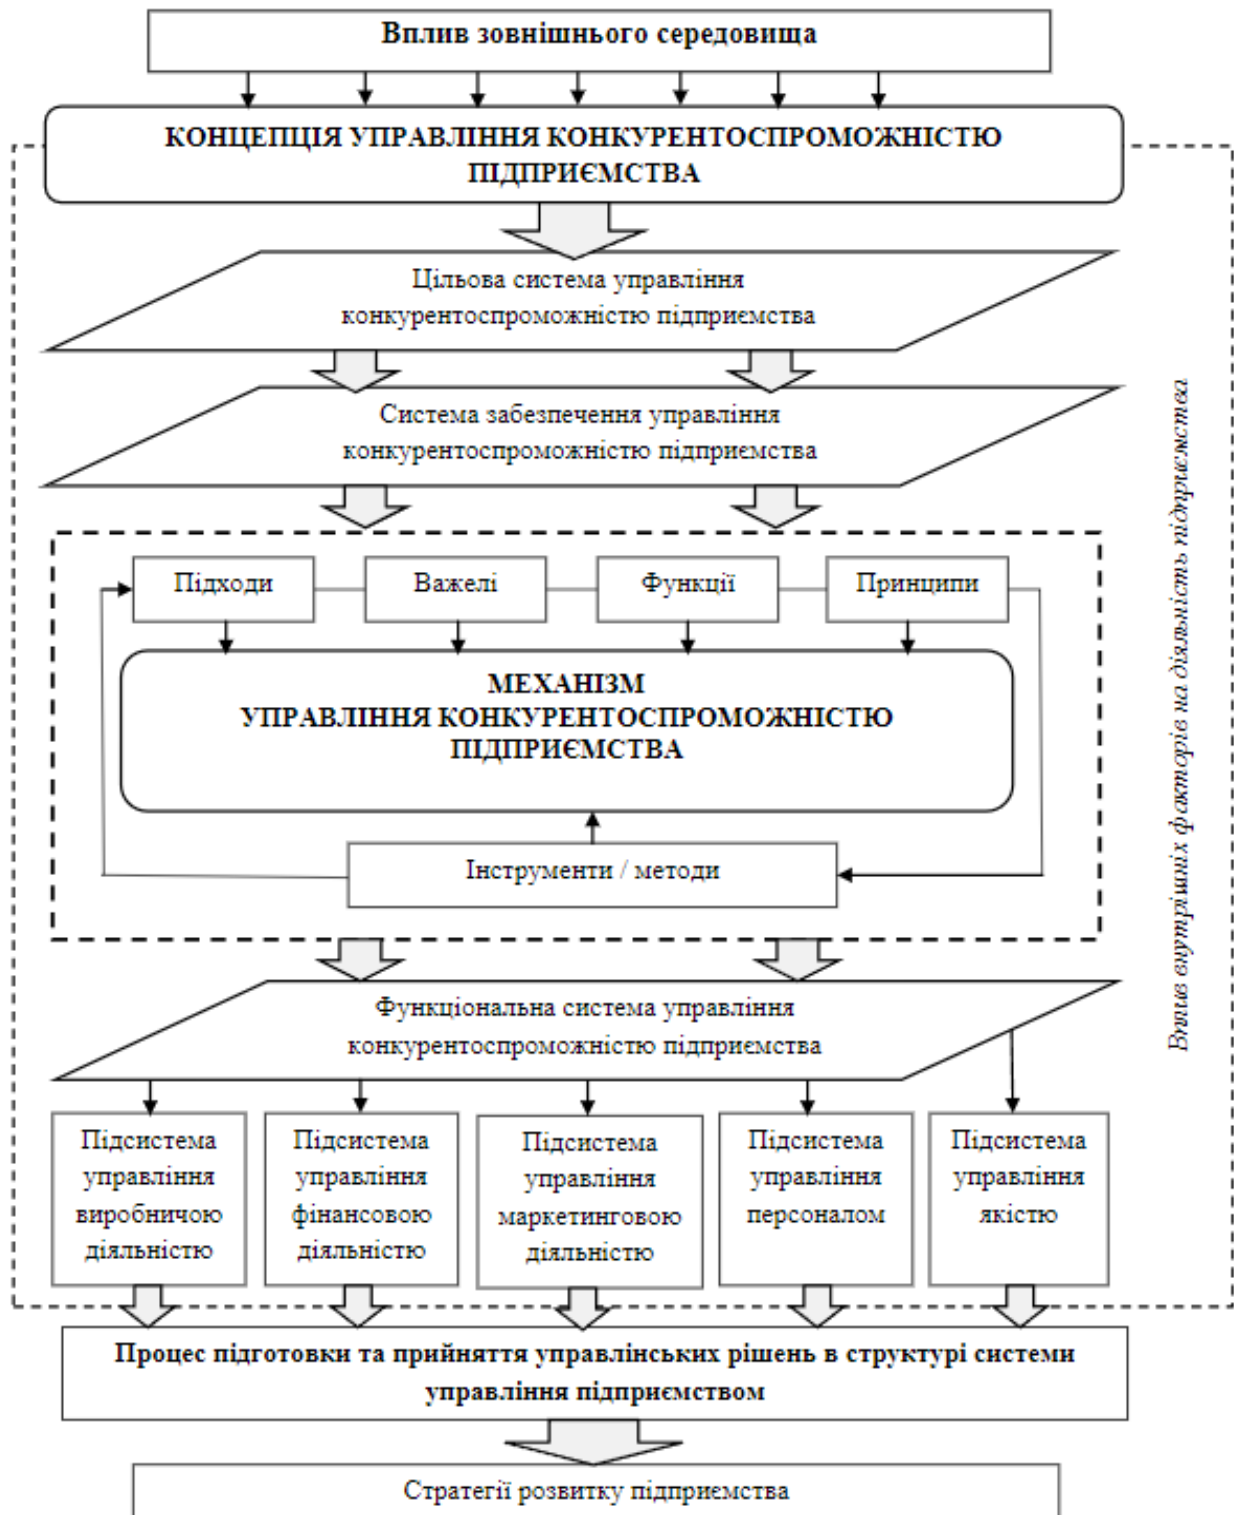 Вплив зовнішнього середовища
КОНЦЕПЦІЯ УПРАВЛІННЯ КОНКУРЕНТОСПРОМОЖНІСТЮ
ПІДПРИЄМСТВА
Цільова система управління
конкурентоспроможністю підприємства
Система забезпечення управління
конкурентоспроможністю підприємства
Підходи
Важелі
Функції
Принципи
МЕХАНІЗМ
УПРАВЛІННЯ КОНКУРЕНТОСПРОМОЖНІСТЮ
ПІДПРИЄМСТВА
Інструменти / методи
Вплив внутрішніх факторів на діяльність підприємства
Функціональна система управління
конкурентоспроможністю підприємства
Підсистема
управління
виробничою
діяльністю
Підсистема
управління
фінансовою
діяльністю
Підсистема
управління
маркетинговою
діяльністю
Підсистема
управління
персоналом
Підсистема
управління
якістю
Процес підготовки та прийняття управлінських рішень в структурі системи
управління підприємством
Стратегії розвитку підприємства